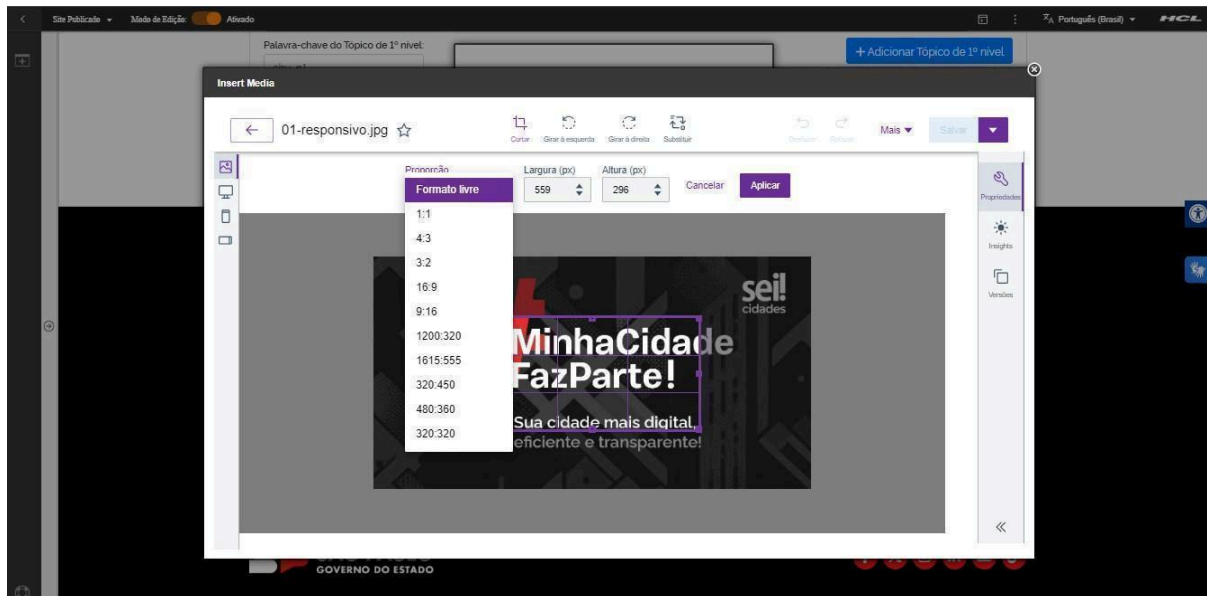 Site Publicado
Modo de Edição:
Ativado
Português (Brasil)
HCL
Palavra-chave do Tópico de 1º nível:
+ Adicionar Tópico de 1º nível
Insert Media
01-responsivo.jpg
Cortar
Girar à esquerda
Girar à direita
Substituir
Mais
Salvar
Proporção
Largura (px)
Altura (px)
559
296
Cancelar
Aplicar
Formato livre
1:1
4:3
3:2
16:9
9:16
1200:320
1615:555
320:450
480:360
320:320
Propriedades
Insights
Versões
sei!
cidades
MinhaCidade
FazParte!
Sua cidade mais digital,
eficiente e transparente!
GOVERNO DO ESTADO